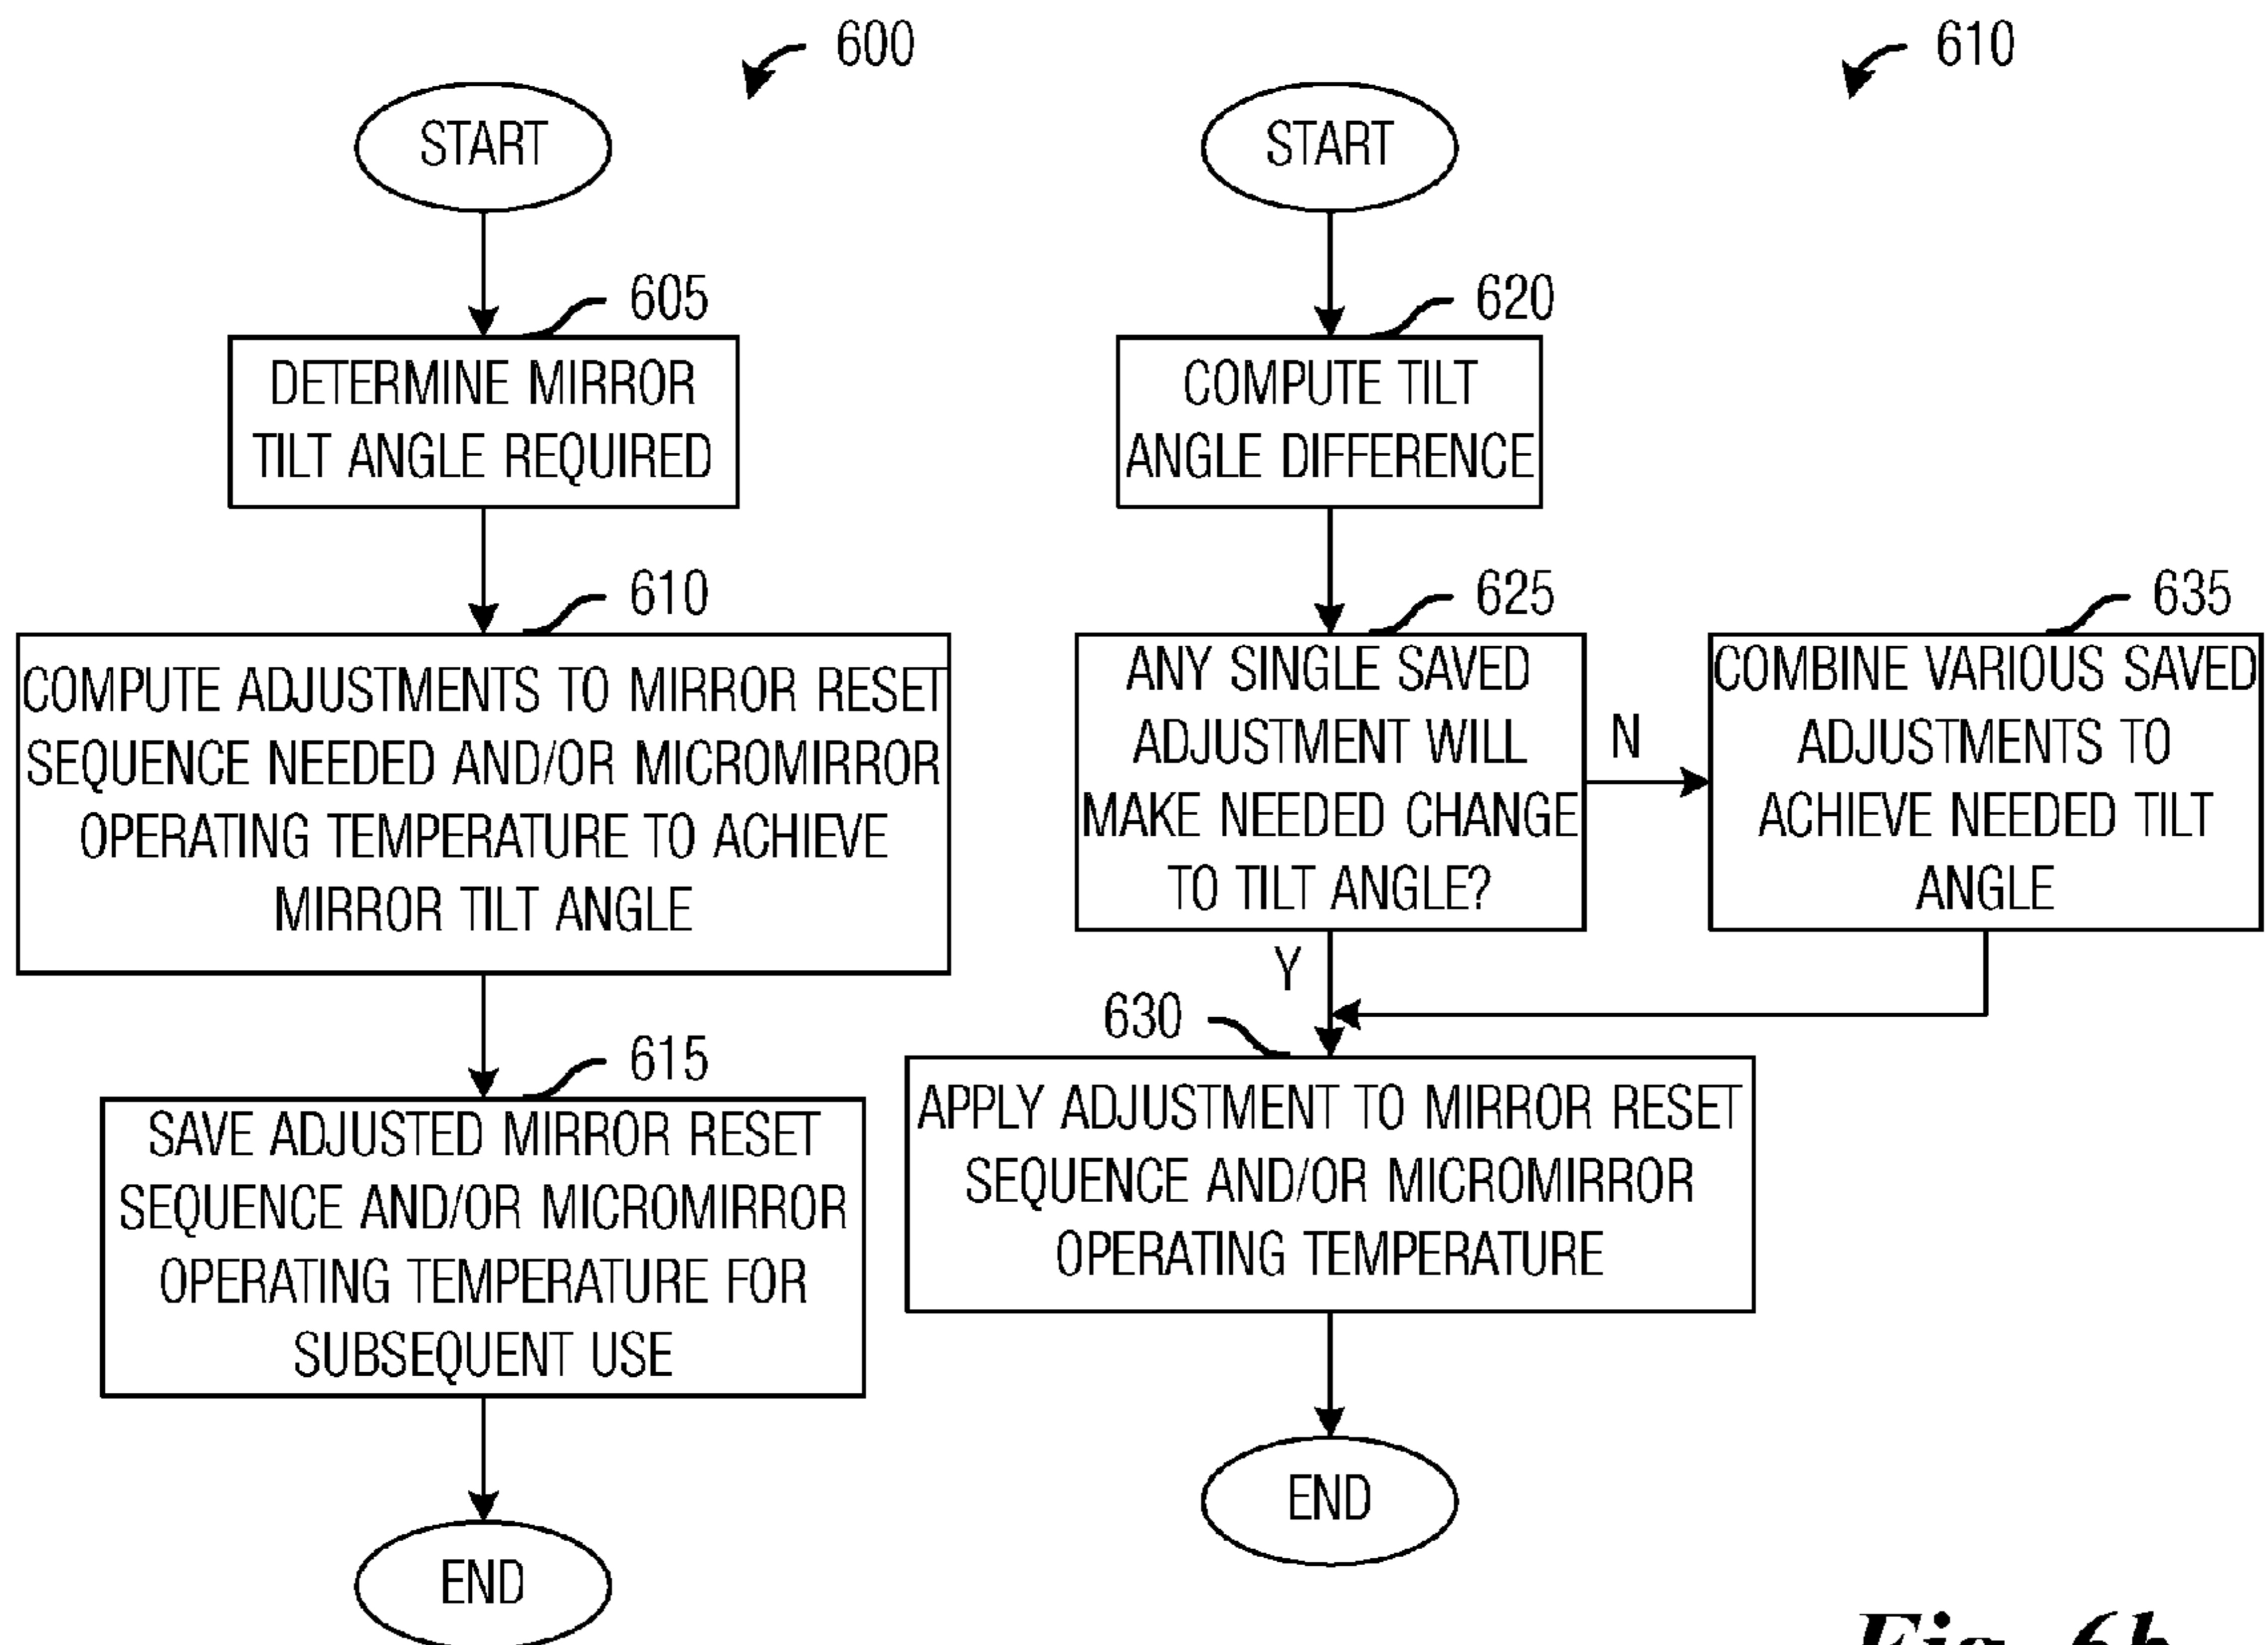 600
START
605
DETERMINE MIRROR
TILT ANGLE REQUIRED
610
COMPUTE ADJUSTMENTS TO MIRROR RESET
SEQUENCE NEEDED AND/OR MICROMIRROR
OPERATING TEMPERATURE TO ACHIEVE
MIRROR TILT ANGLE
615
SAVE ADJUSTED MIRROR RESET
SEQUENCE AND/OR MICROMIRROR
OPERATING TEMPERATURE FOR
SUBSEQUENT USE
END
610
START
620
COMPUTE TILT
ANGLE DIFFERENCE
625
ANY SINGLE SAVED
ADJUSTMENT WILL
MAKE NEEDED CHANGE
TO TILT ANGLE?
N
635
COMBINE VARIOUS SAVED
ADJUSTMENTS TO
ACHIEVE NEEDED TILT
ANGLE
Y
630
APPLY ADJUSTMENT TO MIRROR RESET
SEQUENCE AND/OR MICROMIRROR
OPERATING TEMPERATURE
END
Fig. 6b